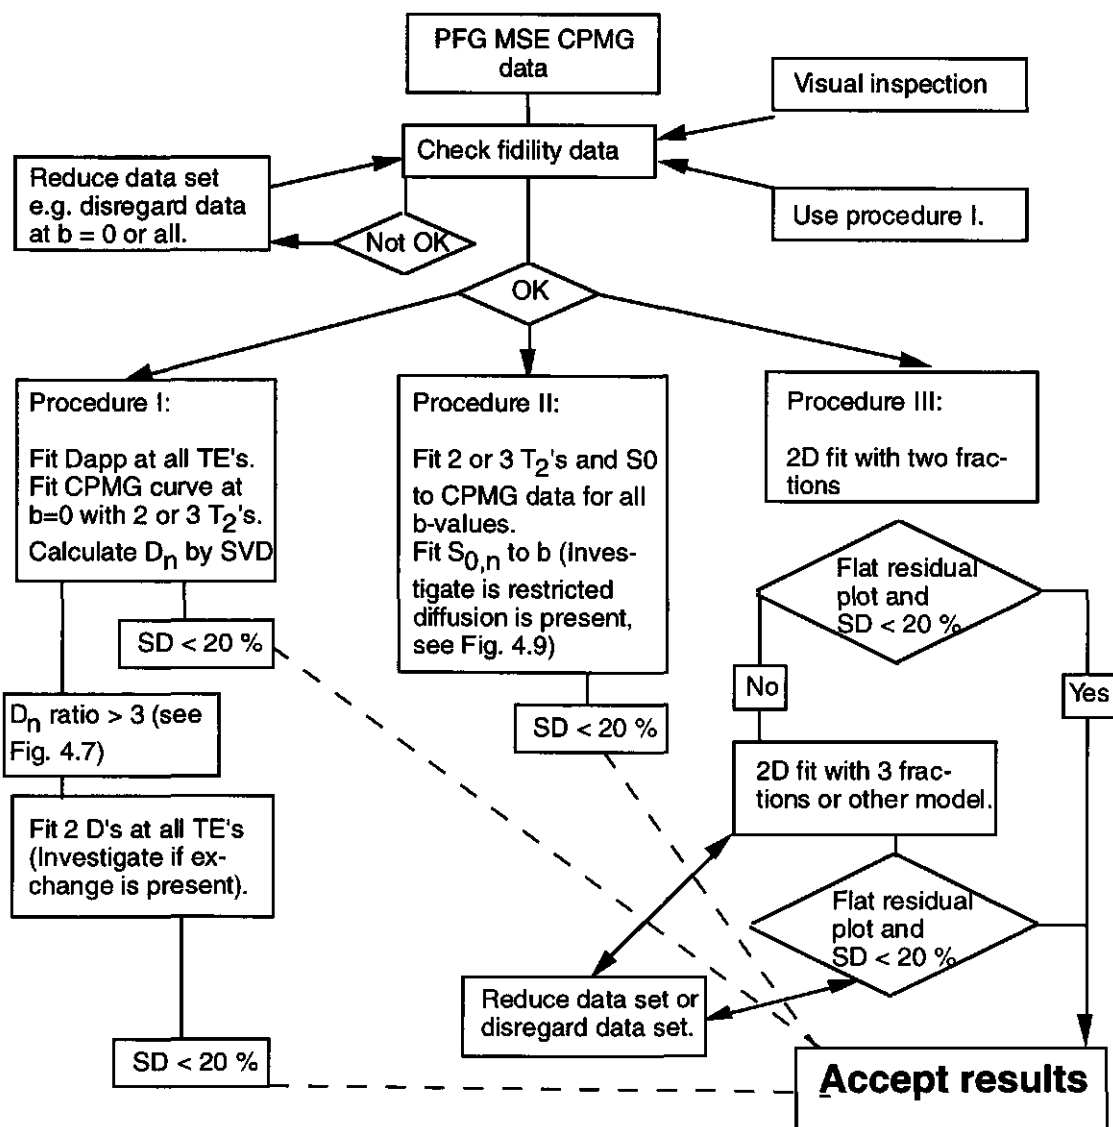 PFG MSE CPMG
data
Visual inspection
Check fidility data
Reduce data set
e.g. disregard data
at b = 0 or all.
Use procedure I.
Not OK
OK
Procedure I:
Fit Dapp at all TE's.
Fit CPMG curve at
b=0 with 2 or 3 T2's.
Calculate Dn by SVD
SD < 20 %
Dn ratio > 3 (see
Fig. 4.7)
Fit 2 D's at all TE's
(Investigate if ex-
change is present).
SD < 20 %
Procedure II:
Fit 2 or 3 T2's and S0
to CPMG data for all
b-values.
Fit S0,n to b (Inves-
tigate is restricted
diffusion is present,
see Fig. 4.9)
SD < 20 %
Procedure III:
2D fit with two frac-
tions
Flat residual
plot and
SD < 20 %
No
Yes
2D fit with 3 frac-
tions or other model.
Flat residual
plot and
SD < 20 %
Reduce data set or
disregard data set.
Accept results